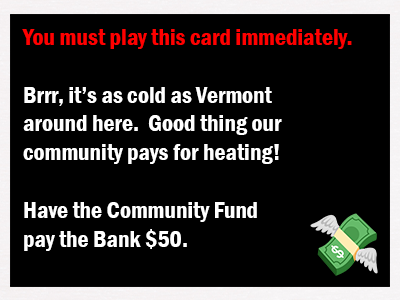 You must play this card immediately.
Brrr, it's as cold as Vermont
around here.  Good thing our
community pays for heating!
Have the Community Fund
pay the Bank $50.